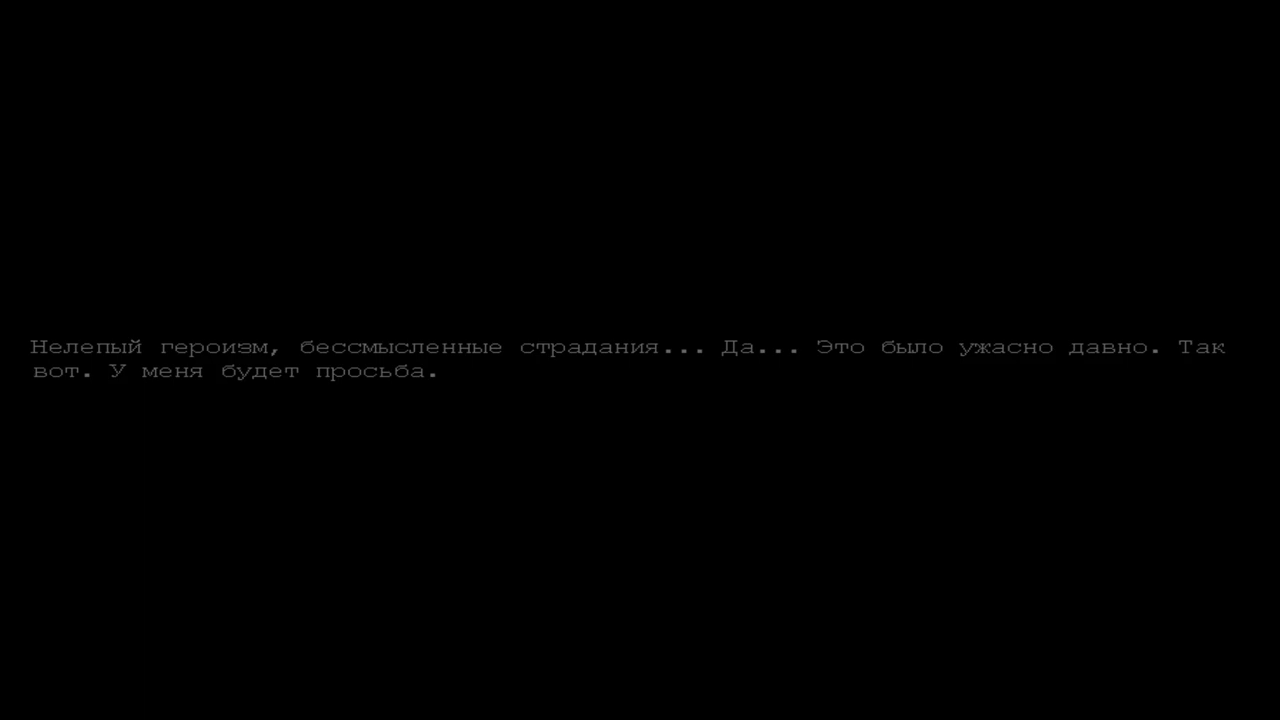 Нелепый героизм, бессмысленные страдания... Да... Это было ужасно давно. Так
вот. У меня будет просьба.